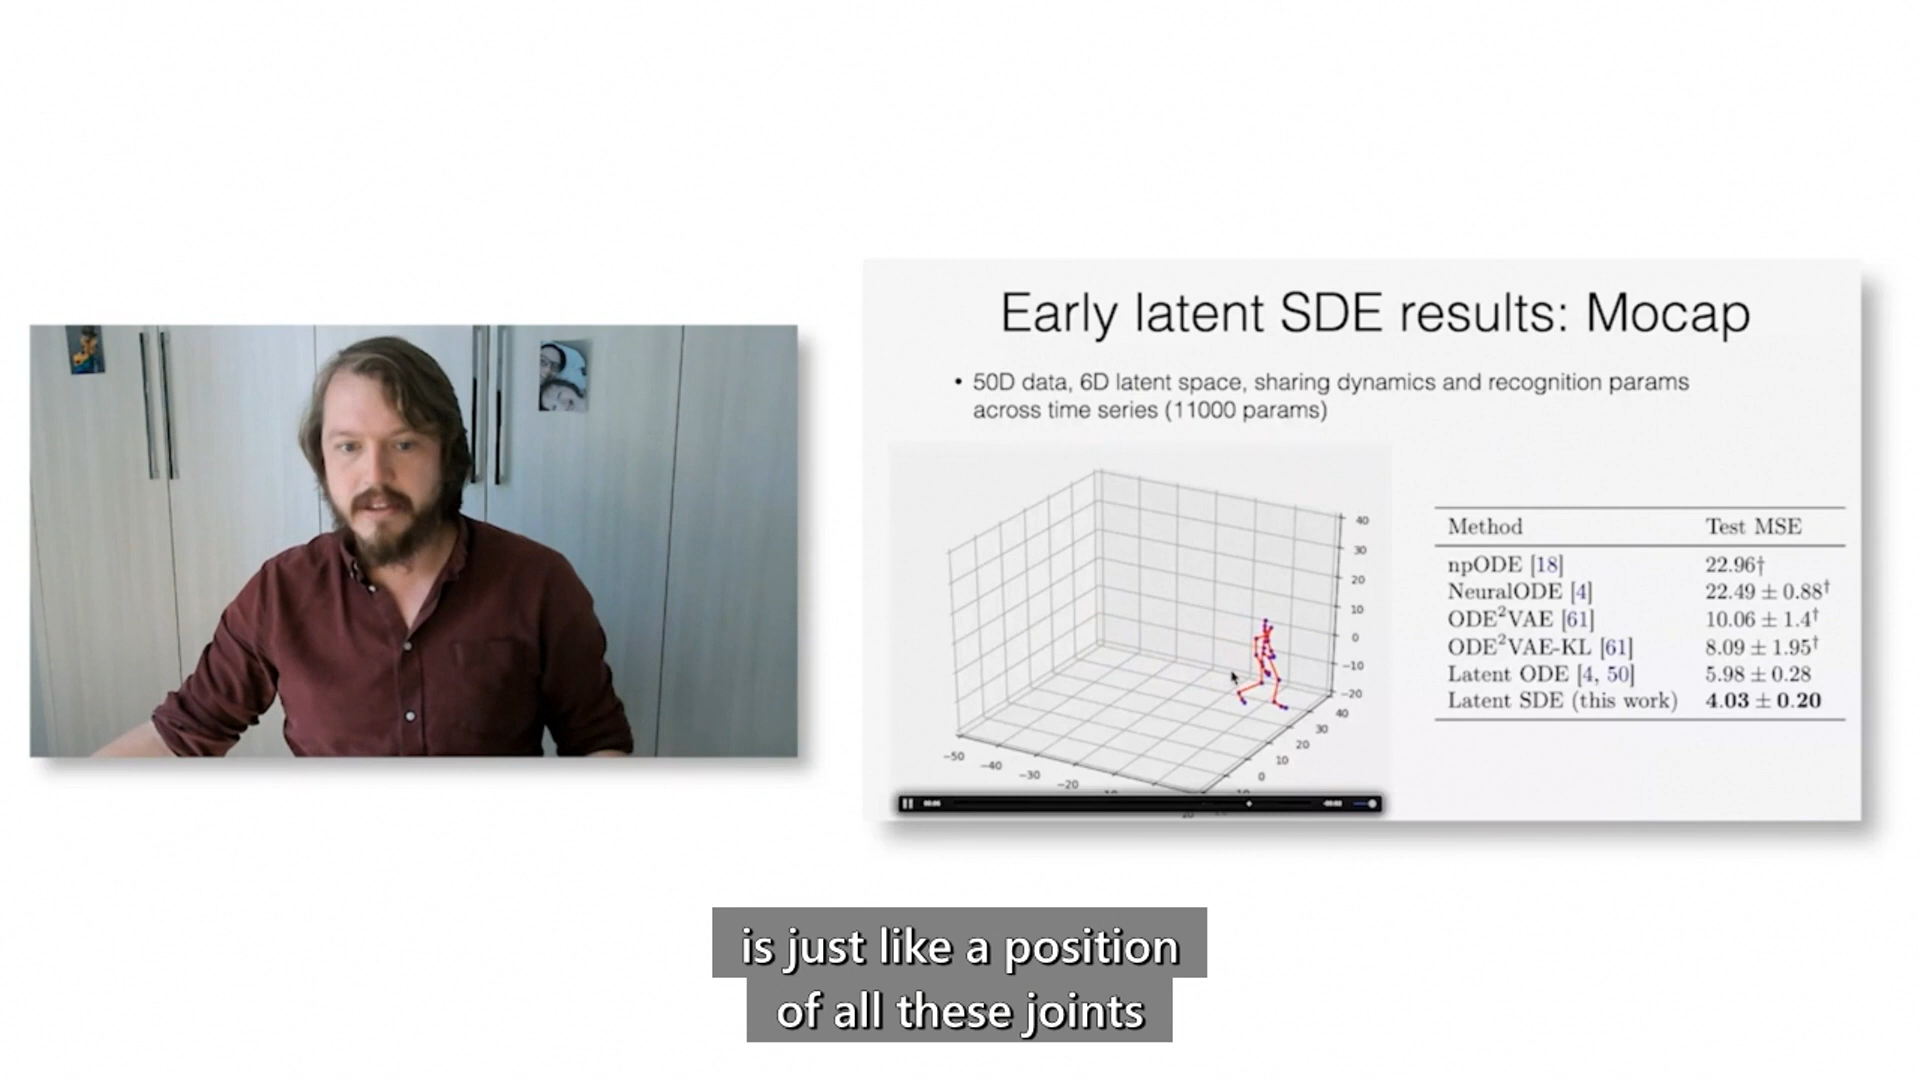 Early latent SDE results: Mocap
• 50D data, 6D latent space, sharing dynamics and recognition params
across time series (11000 params)
40
30
20
10
0
−10
−20
40
30
20
10
0
−50
−40
−30
−20
Method Test MSE
npODE [18] 22.96†
NeuralODE [4] 22.49 ± 0.88†
ODE²VAE [61] 10.06 ± 1.4†
ODE²VAE-KL [61] 8.09 ± 1.95†
Latent ODE [4, 50] 5.98 ± 0.28
Latent SDE (this work) 4.03 ± 0.20
is just like a position
of all these joints